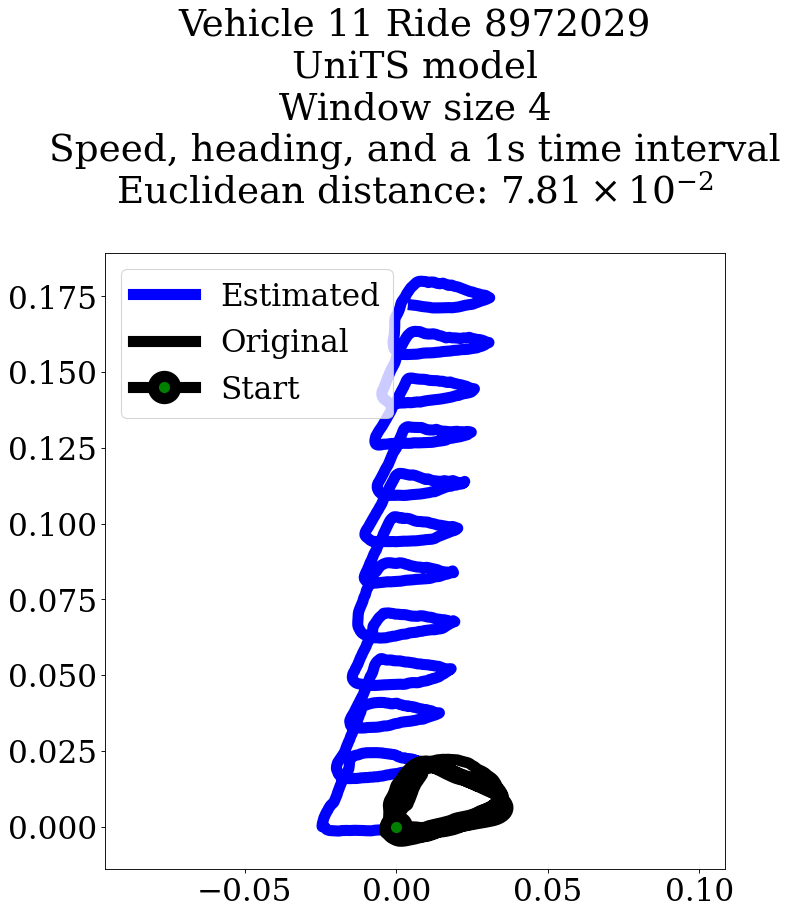 Vehicle 11 Ride 8972029
UniTS model
Window size 4
Speed, heading, and a 1s time interval
Euclidean distance: 7.81 × 10⁻²
Estimated
Original
Start
0.175
0.150
0.125
0.100
0.075
0.050
0.025
0.000
−0.05 0.00 0.05 0.10